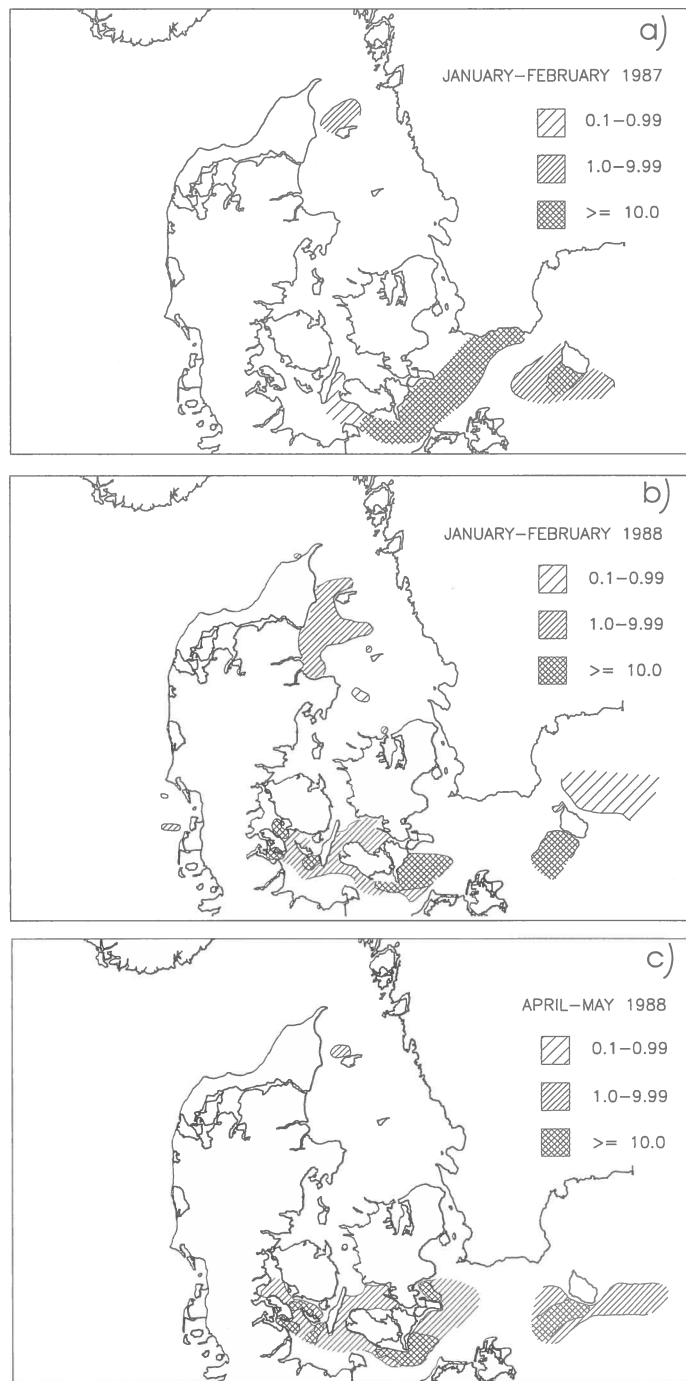 a)
JANUARY-FEBRUARY 1987
0.1-0.99
1.0-9.99
>= 10.0
b)
JANUARY-FEBRUARY 1988
0.1-0.99
1.0-9.99
>= 10.0
c)
APRIL-MAY 1988
0.1-0.99
1.0-9.99
>= 10.0